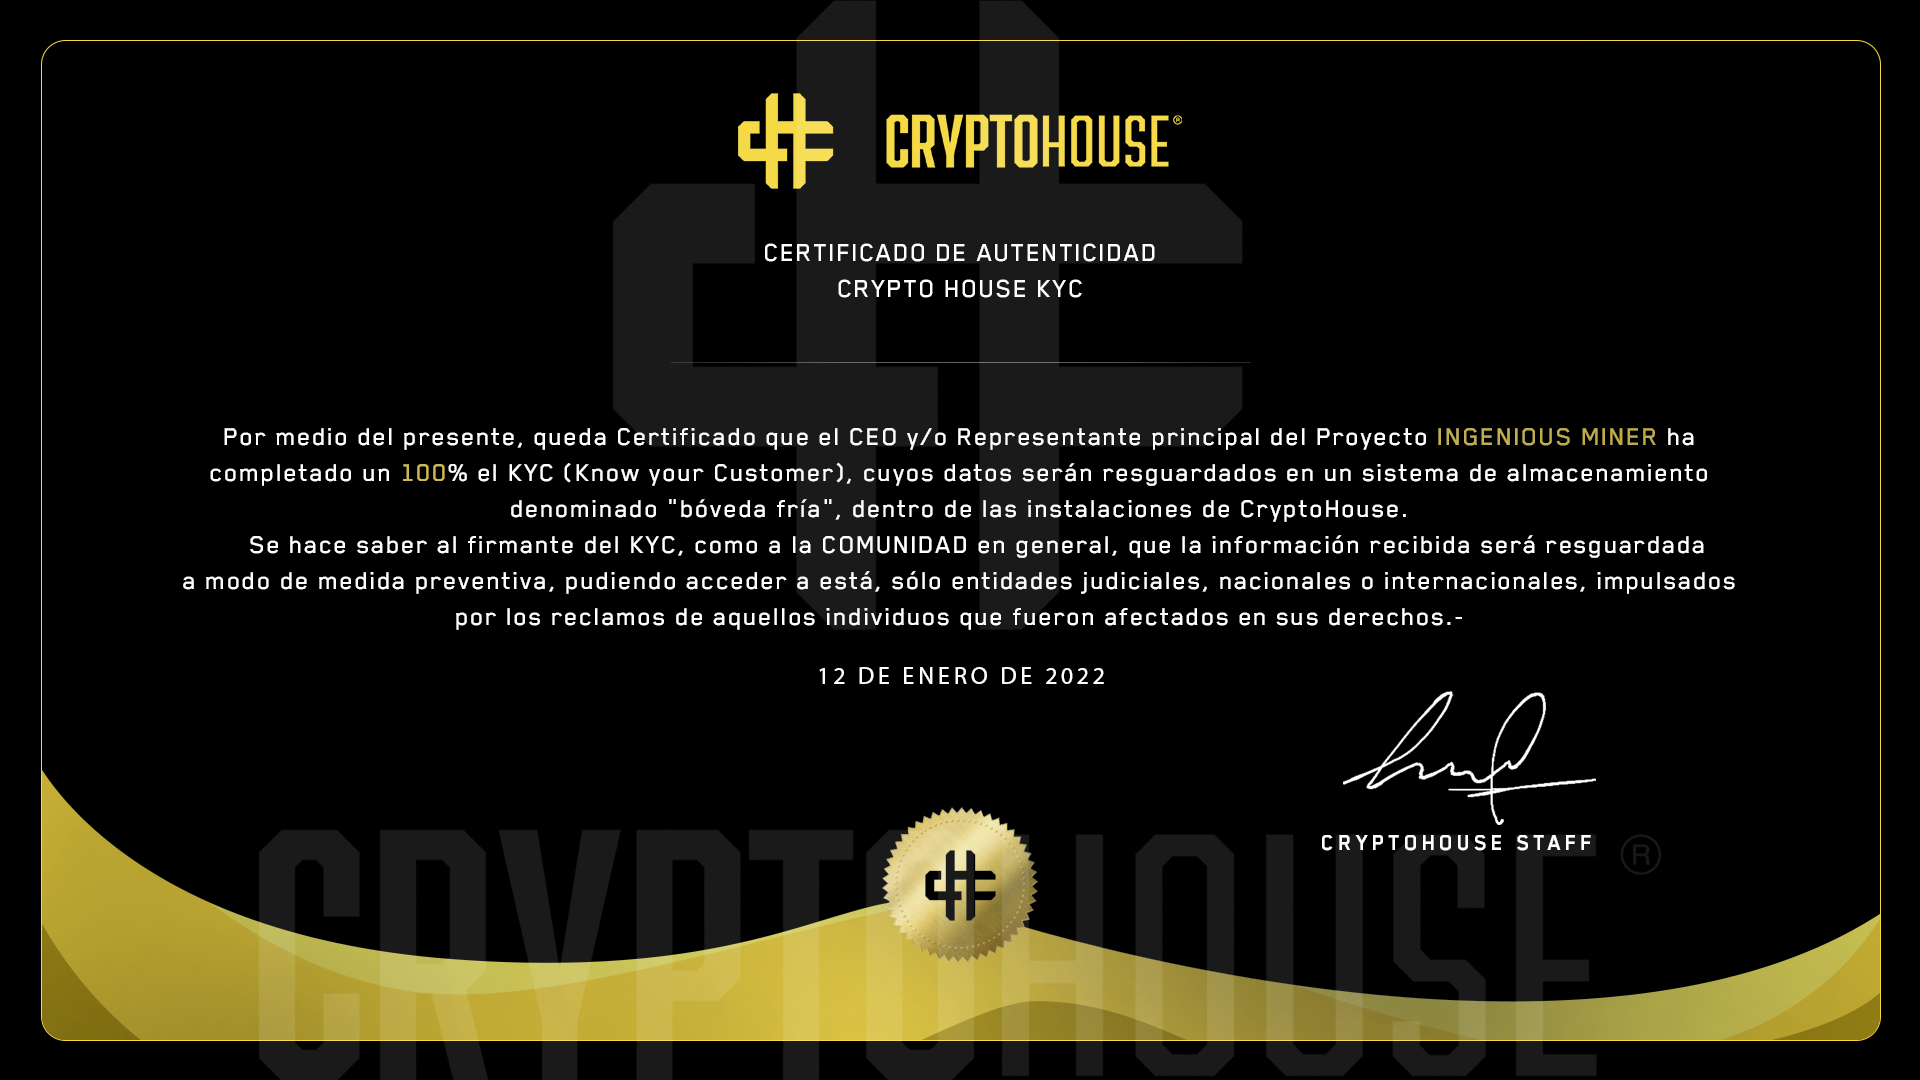 CRYPTOHOUSE®
CERTIFICADO DE AUTENTICIDAD
CRYPTO HOUSE KYC
Por medio del presente, queda Certificado que el CEO y/o Representante principal del Proyecto INGENIOUS MINER ha
completado un 100% el KYC (Know your Customer), cuyos datos serán resguardados en un sistema de almacenamiento
denominado "bóveda fría", dentro de las instalaciones de CryptoHouse.
Se hace saber al firmante del KYC, como a la COMUNIDAD en general, que la información recibida será resguardada
a modo de medida preventiva, pudiendo acceder a está, sólo entidades judiciales, nacionales o internacionales, impulsados
por los reclamos de aquellos individuos que fueron afectados en sus derechos.-
12 DE ENERO DE 2022
CRYPTOHOUSE STAFF
CRYPTOHOUSE®